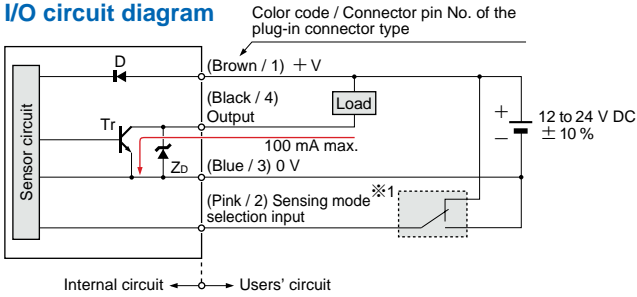 I/O circuit diagram
Color code / Connector pin No. of the
plug-in connector type
D
(Brown / 1) +V
(Black / 4)
Output
Load
Tr
Sensor circuit
100 mA max.
ZD
(Blue / 3) 0 V
+
−
12 to 24 V DC
± 10 %
(Pink / 2) Sensing mode
selection input
※1
Internal circuit
Users' circuit